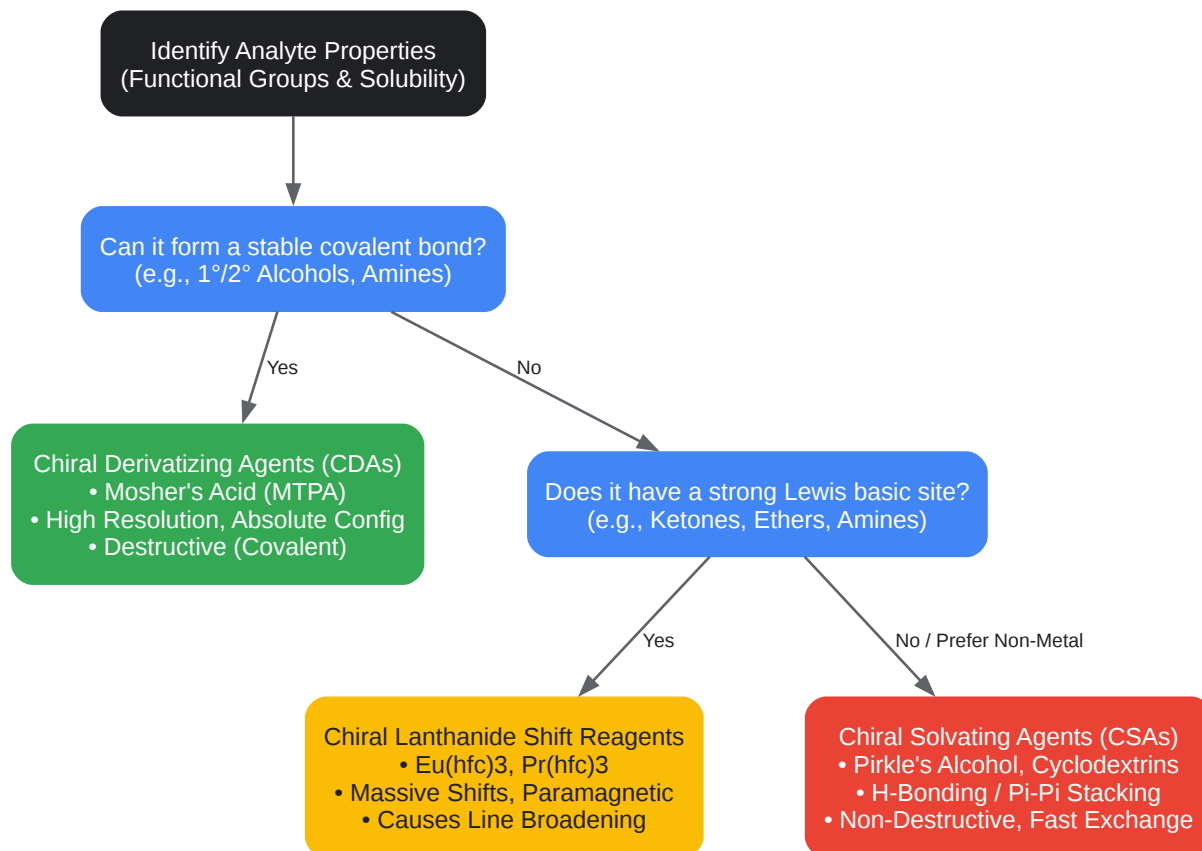 Identify Analyte Properties
(Functional Groups & Solubility)
Can it form a stable covalent bond?
(e.g., 1°/2° Alcohols, Amines)
Yes
No
Chiral Derivatizing Agents (CDAs)
• Mosher's Acid (MTPA)
• High Resolution, Absolute Config
• Destructive (Covalent)
Does it have a strong Lewis basic site?
(e.g., Ketones, Ethers, Amines)
Yes
No / Prefer Non-Metal
Chiral Lanthanide Shift Reagents
• Eu(hfc)3, Pr(hfc)3
• Massive Shifts, Paramagnetic
• Causes Line Broadening
Chiral Solvating Agents (CSAs)
• Pirkle's Alcohol, Cyclodextrins
• H-Bonding / Pi-Pi Stacking
• Non-Destructive, Fast Exchange